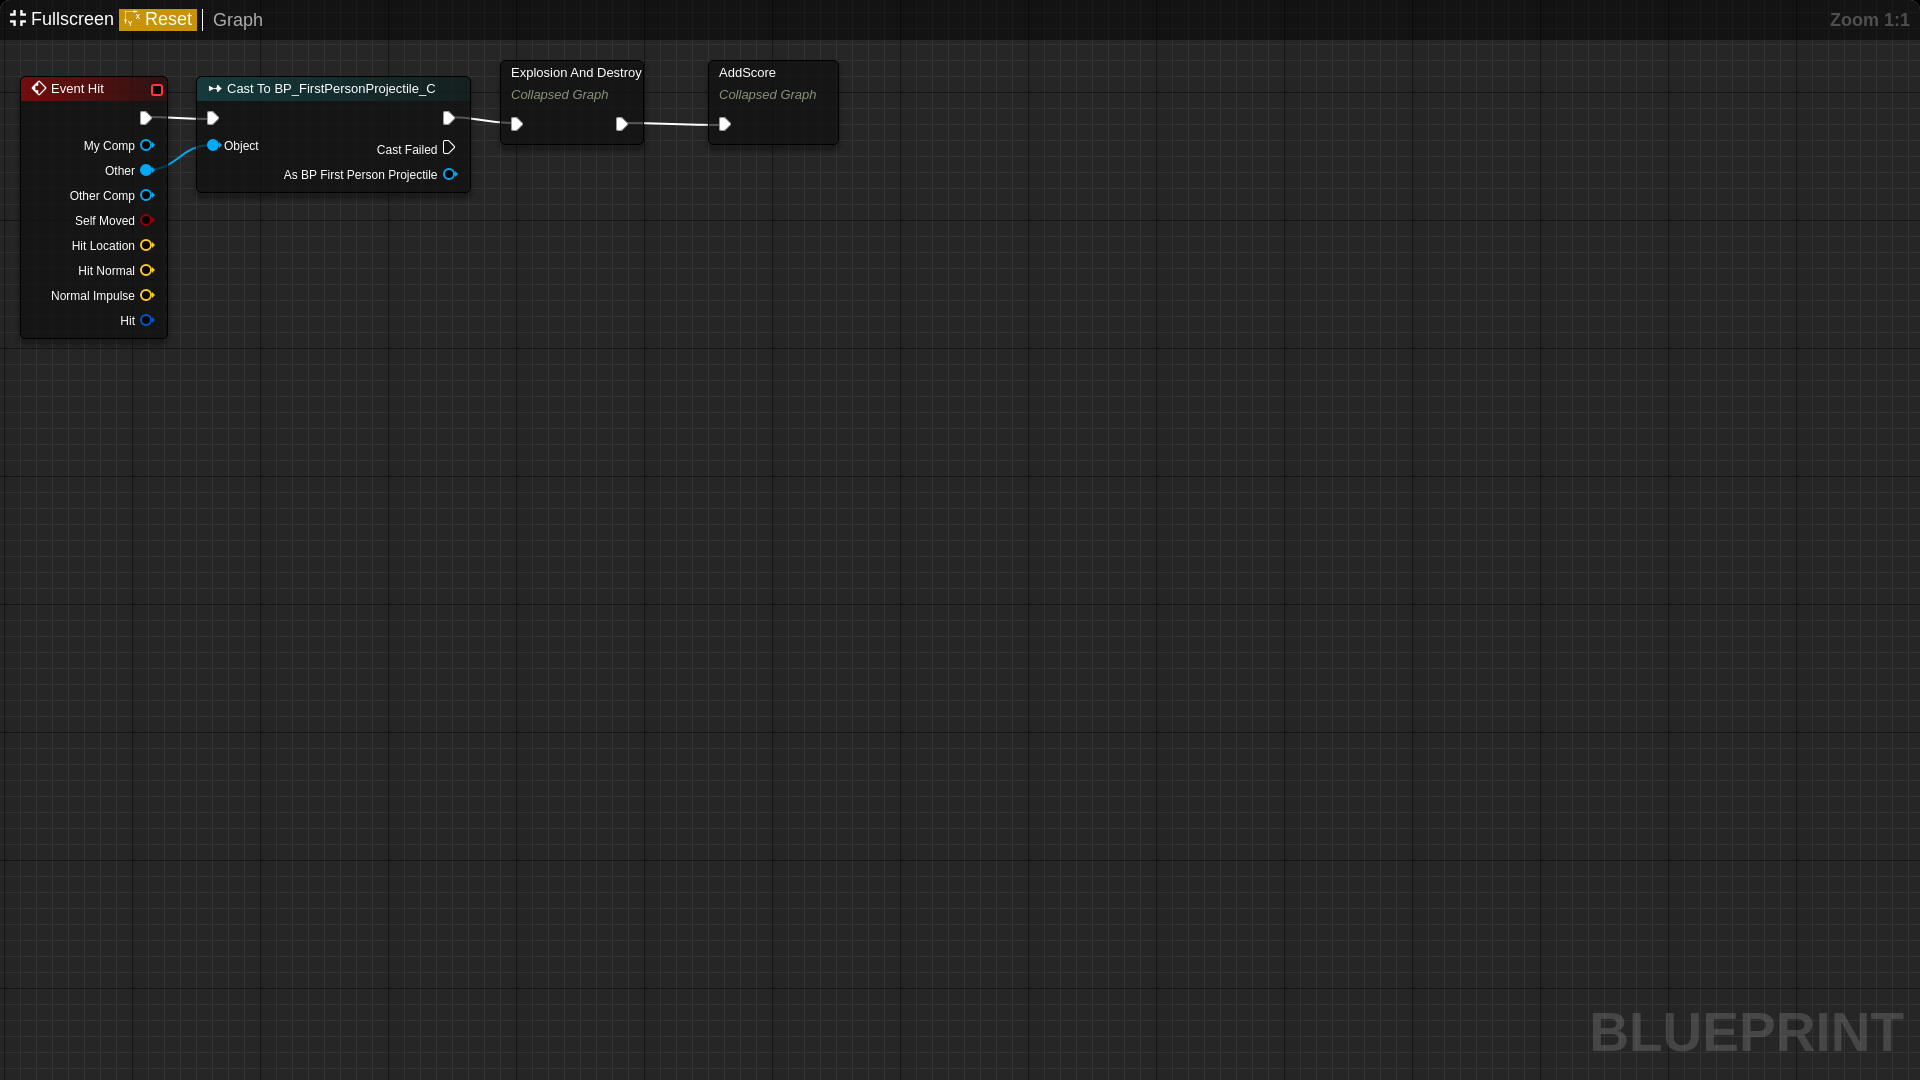 Fullscreen Reset Graph
Zoom 1:1
Event Hit
My Comp
Other
Other Comp
Self Moved
Hit Location
Hit Normal
Normal Impulse
Hit
Cast To BP_FirstPersonProjectile_C
Object
Cast Failed
As BP First Person Projectile
Explosion And Destroy
Collapsed Graph
AddScore
Collapsed Graph
BLUEPRINT